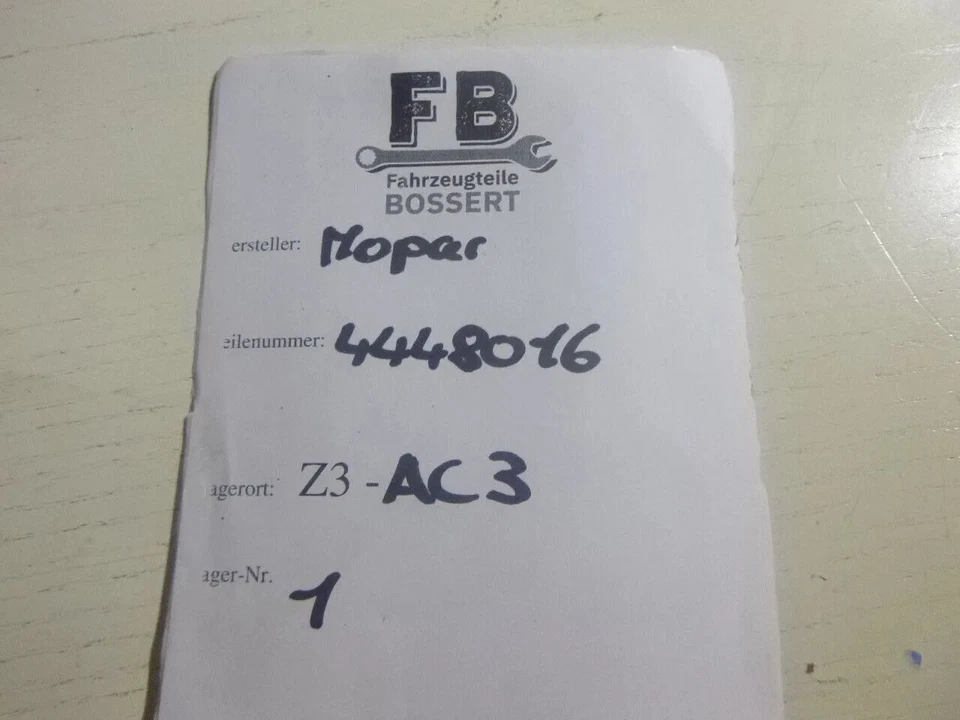 FB
Fahrzeugteile
BOSSERT
ersteller: Mopar
eilenummer: 4448016
agerort: Z3 - AC3
ager-Nr. 1